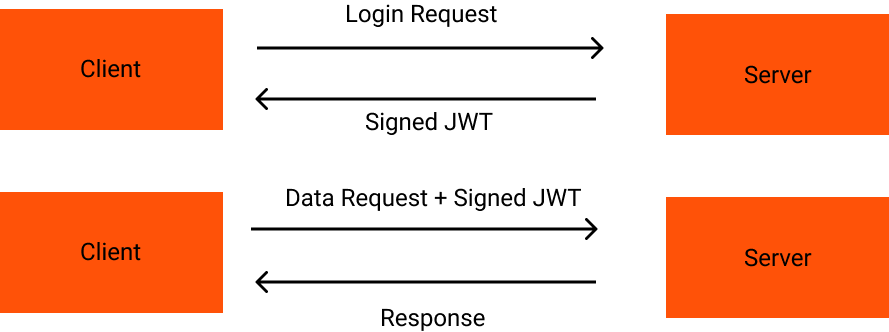 Login Request
Client
Server
Signed JWT
Data Request + Signed JWT
Client
Server
Response